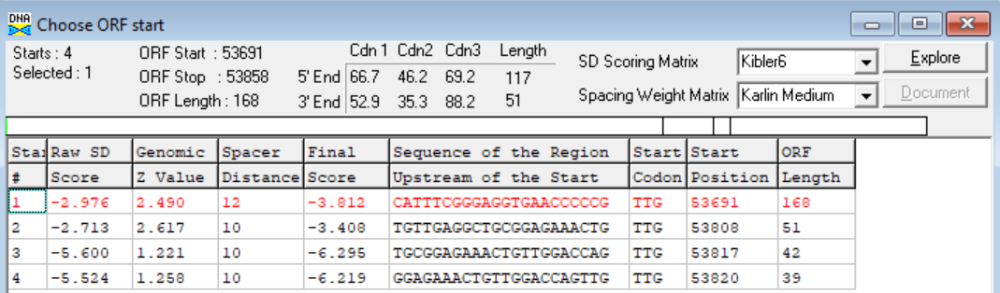 DNA Choose ORF start
Starts : 4 ORF Start : 53691 Cdn 1 Cdn2 Cdn3 Length SD Scoring Matrix Kibler6 Explore
Selected : 1 ORF Stop : 53858 5' End 66.7 46.2 69.2 117
ORF Length : 168 3' End 52.9 35.3 88.2 51 Spacing Weight Matrix Karlin Medium Document
Star Raw SD Genomic Spacer Final Sequence of the Region Start Start ORF
# Score Z Value Distance Score Upstream of the Start Codon Position Length
1 -2.976 2.490 12 -3.812 CATTTCGGGAGGTGAACCCCCG TTG 53691 168
2 -2.713 2.617 10 -3.408 TGTTGAGGCTGCGGAGAAACTG TTG 53808 51
3 -5.600 1.221 10 -6.295 TGCGGAGAAACTGTTGGACCAG TTG 53817 42
4 -5.524 1.258 10 -6.219 GGAGAAACTGTTGGACCAGTTG TTG 53820 39